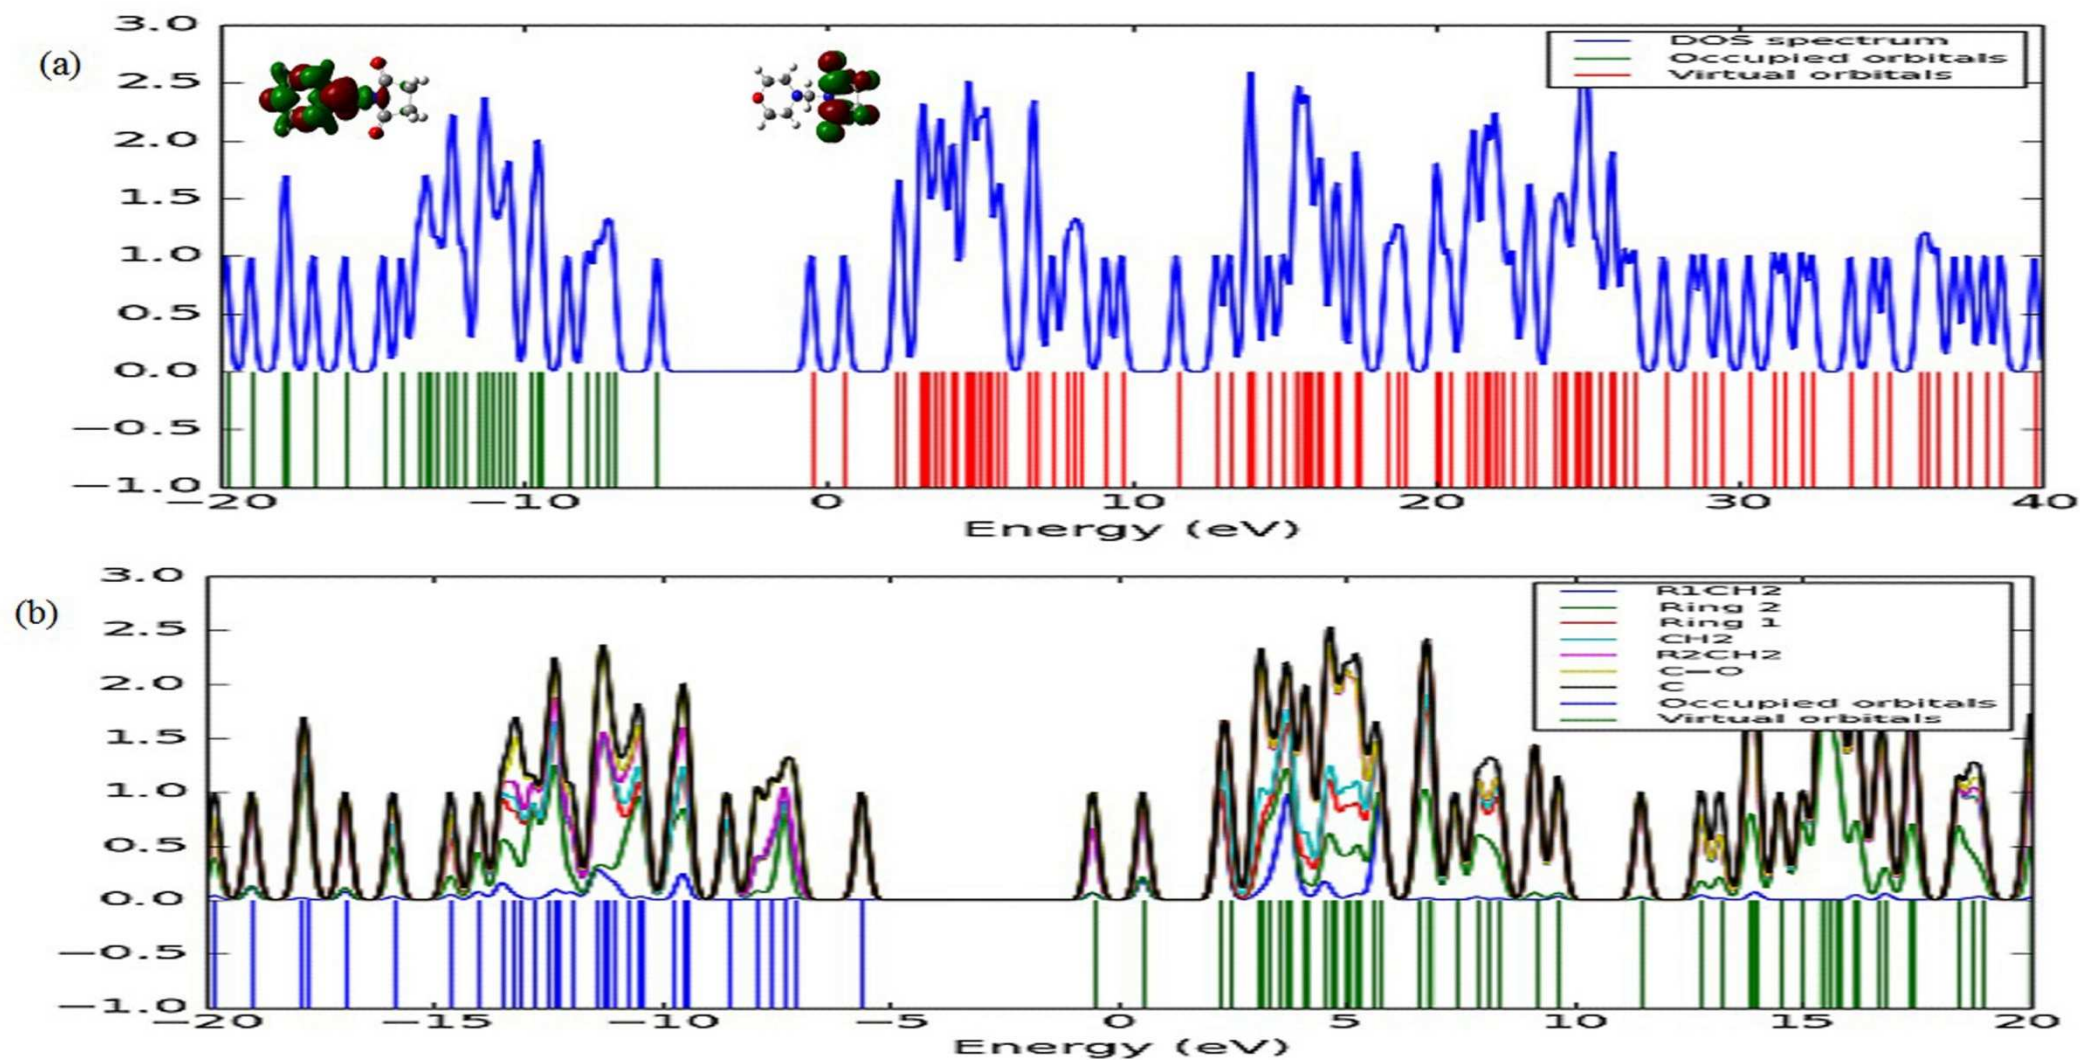 (a)
3.0
2.5
2.0
1.5
1.0
0.5
0.0
−0.5
−1.0
DOS spectrum
Occupied orbitals
Virtual orbitals
−20 −10 0 10 20 30 40
Energy (eV)
(b)
3.0
2.5
2.0
1.5
1.0
0.5
0.0
−0.5
−1.0
R1CH2
Ring 2
Ring 1
CH2
R2CH2
C=O
C
Occupied orbitals
Virtual orbitals
−20 −15 −10 −5 0 5 10 15 20
Energy (eV)